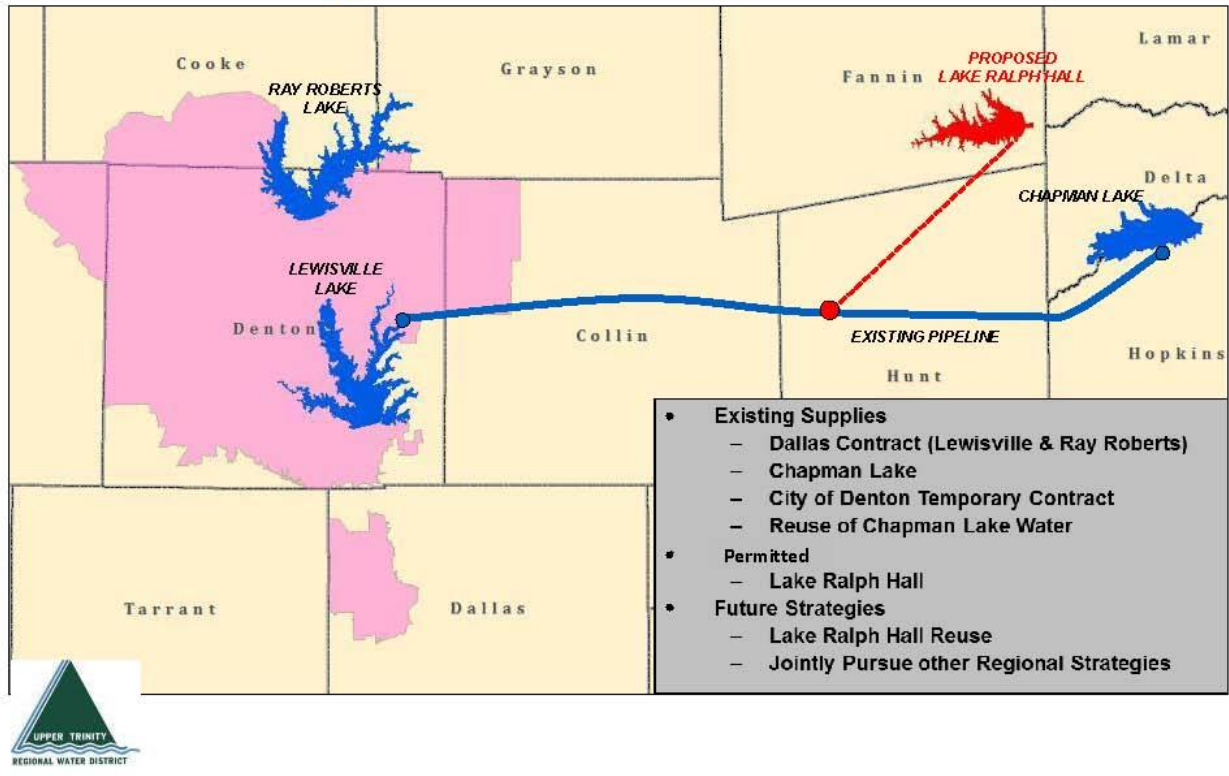 Lamar
Cooke
Grayson
PROPOSED
LAKE RALPH HALL
Fannin
RAY ROBERTS
LAKE
Delta
CHAPMAN LAKE
LEWISVILLE
LAKE
Denton
Collin
EXISTING PIPELINE
Hopkins
Hunt
• Existing Supplies
– Dallas Contract (Lewisville & Ray Roberts)
– Chapman Lake
– City of Denton Temporary Contract
– Reuse of Chapman Lake Water
• Permitted
– Lake Ralph Hall
• Future Strategies
– Lake Ralph Hall Reuse
– Jointly Pursue other Regional Strategies
Tarrant
Dallas
UPPER TRINITY
REGIONAL WATER DISTRICT